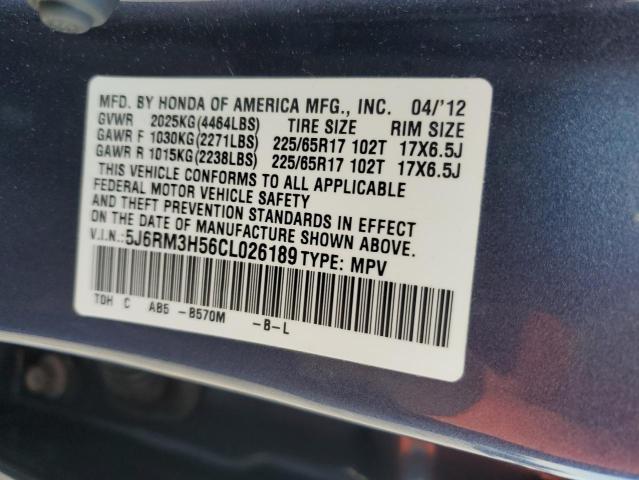 MFD. BY HONDA OF AMERICA MFG., INC. 04/'12
GVWR 2025KG(4464LBS) TIRE SIZE RIM SIZE
GAWR F 1030KG(2271LBS) 225/65R17 102T 17X6.5J
GAWR R 1015KG(2238LBS) 225/65R17 102T 17X6.5J
THIS VEHICLE CONFORMS TO ALL APPLICABLE
FEDERAL MOTOR VEHICLE SAFETY
AND THEFT PREVENTION STANDARDS IN EFFECT
ON THE DATE OF MANUFACTURE SHOWN ABOVE.
V.I.N.:5J6RM3H56CL026189 TYPE: MPV
TOH C AB5 -B570M -B-L